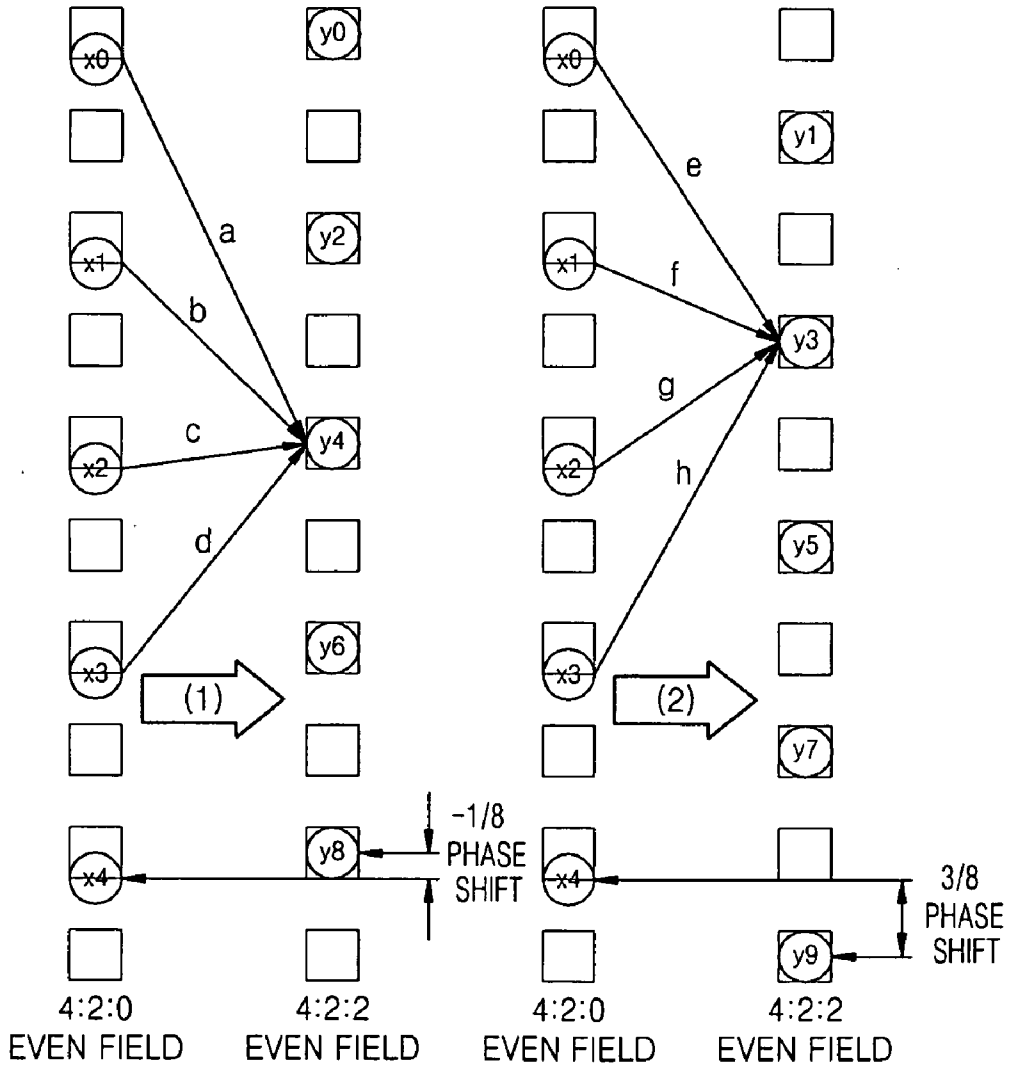 x0
y0
x0
y1
a
e
x1
y2
x1
b
f
y3
c
g
x2
y4
x2
h
d
y5
y6
x3
(1)
x3
(2)
y7
-1/8
PHASE
SHIFT
y8
x4
x4
3/8
PHASE
SHIFT
y9
4:2:0
EVEN FIELD
4:2:2
EVEN FIELD
4:2:0
EVEN FIELD
4:2:2
EVEN FIELD